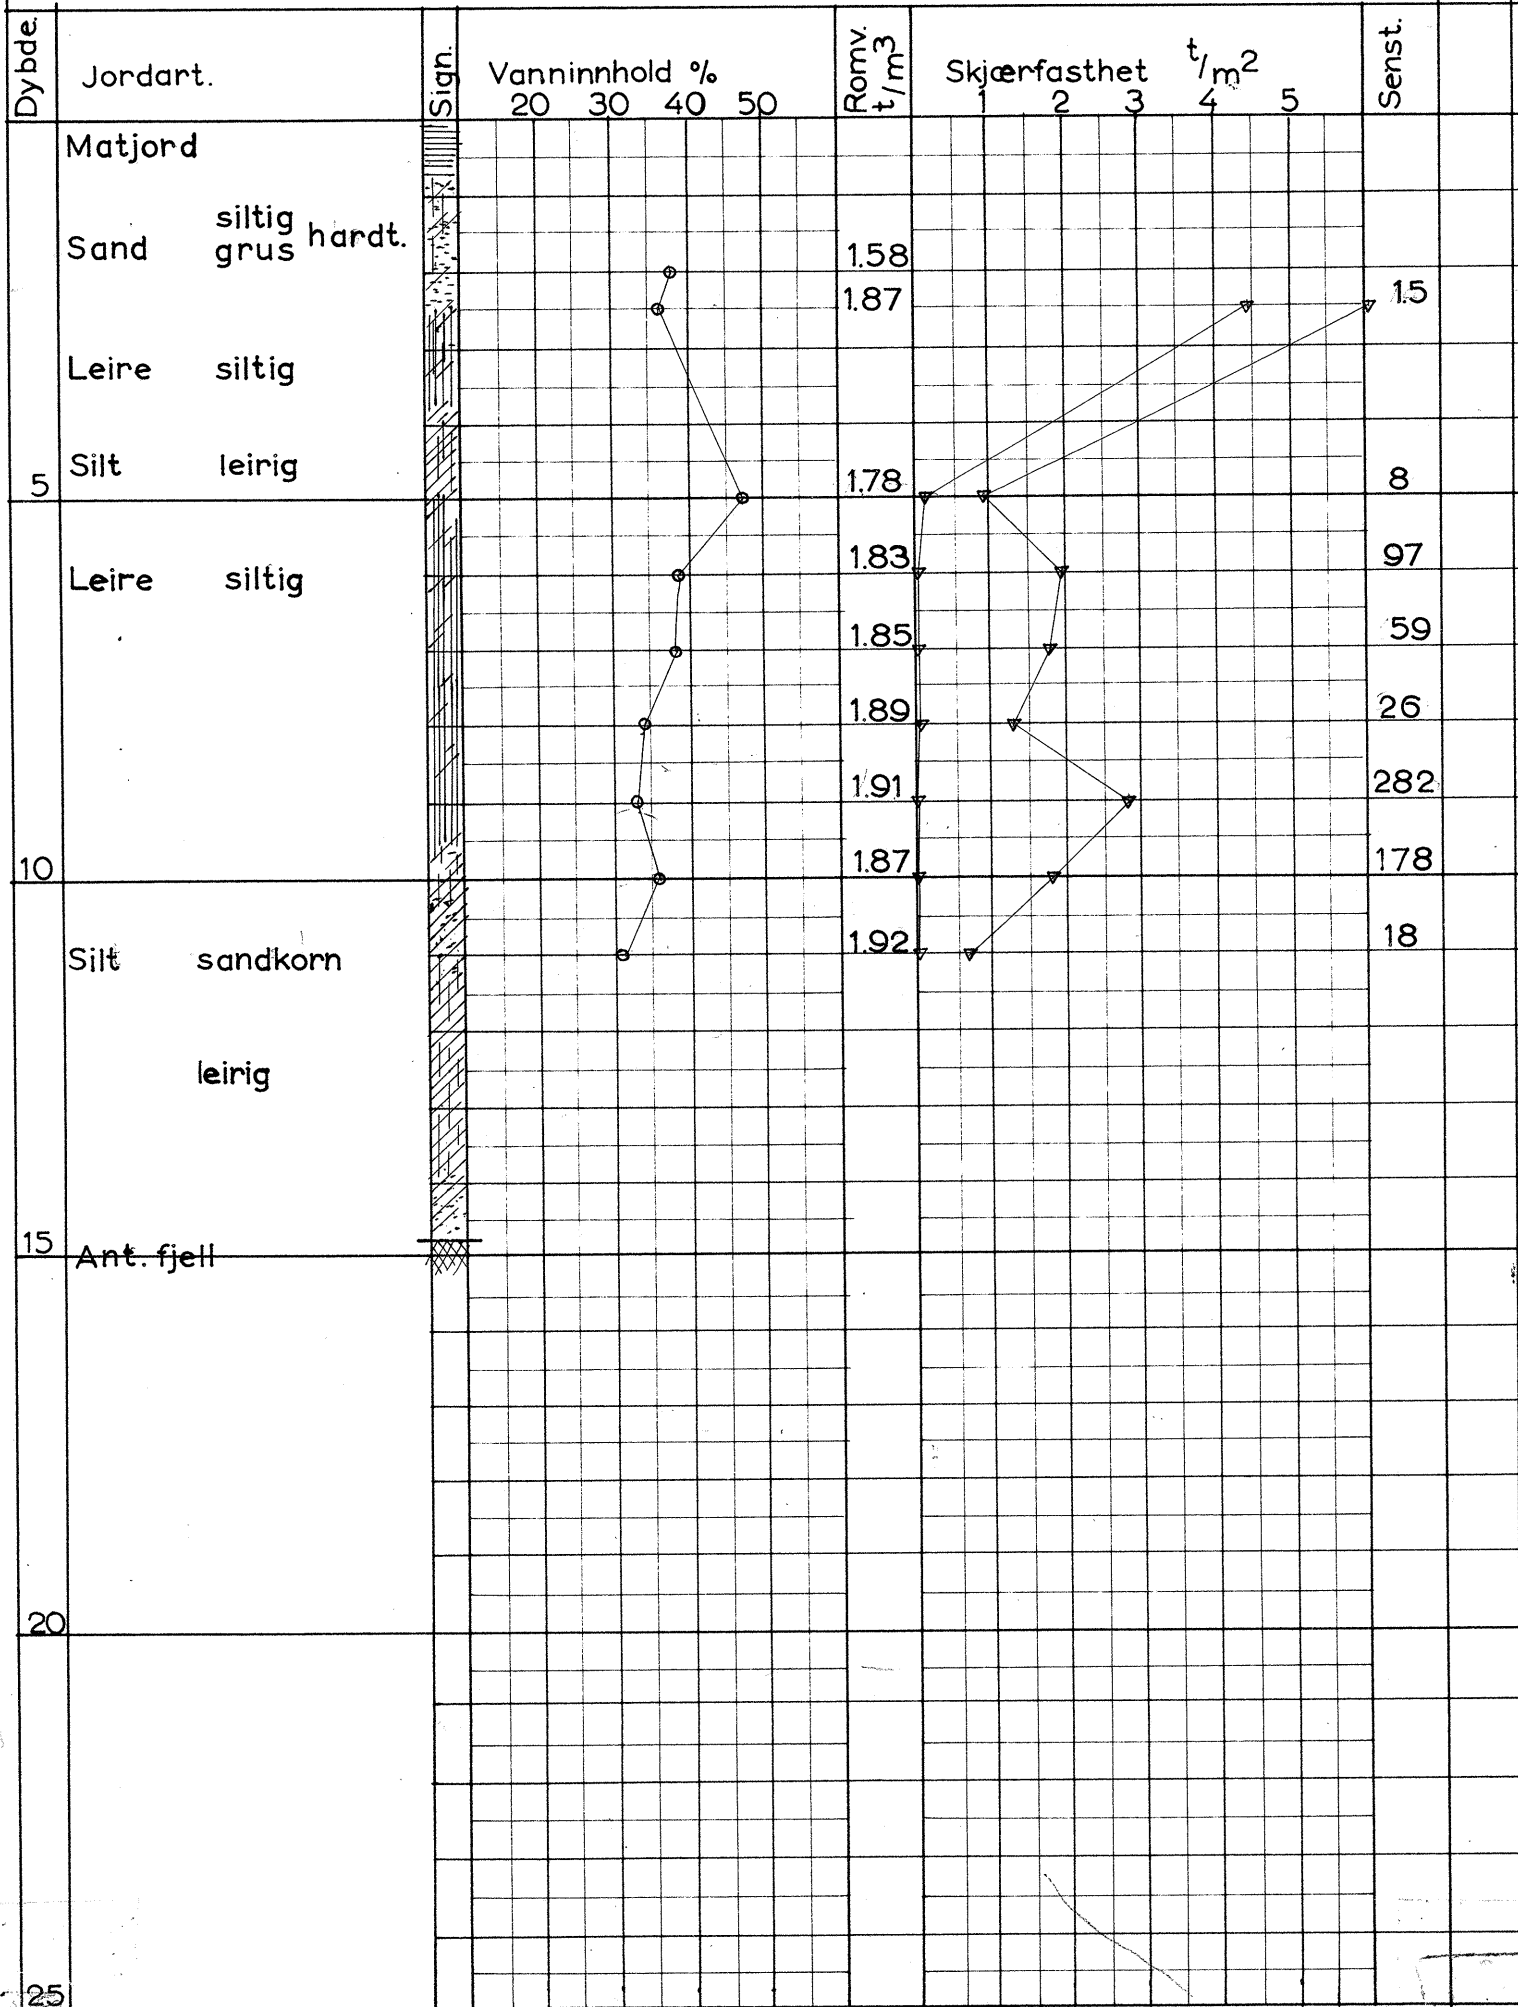 Dybde. Jordart. Sign. Vanninnhold % Romv. t/m3 Skjærfasthet t/m2 Senst.
20 30 40 50 1 2 3 4 5
Matjord
siltig
Sand grus hardt.
1.58
1.87 1.5
Leire siltig
Silt leirig
5 1.78 8
1.83 97
Leire siltig
1.85 59
1.89 26
1.91 282
10 1.87 178
1.92 18
Silt sandkorn
leirig
15
Ant. fjell
20
25